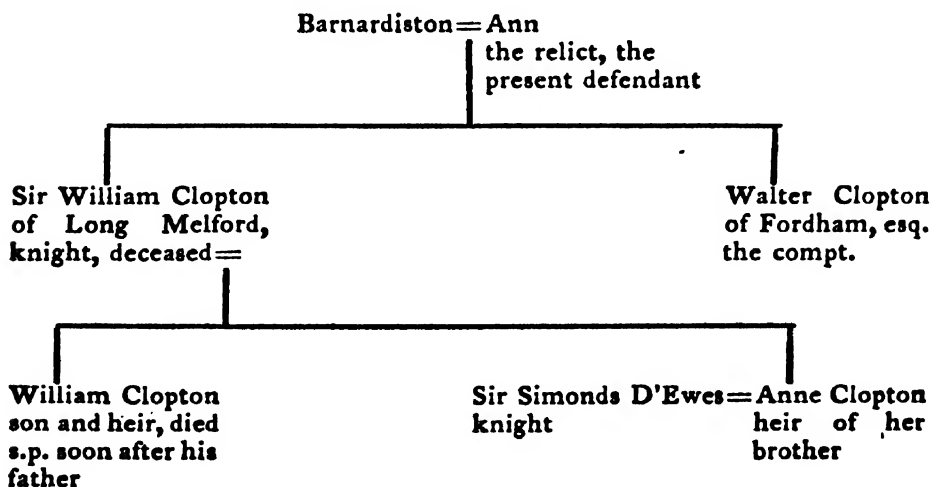 Barnardiston = Ann
the relict, the
present defendant
Sir William Clopton
of Long Melford,
knight, deceased =
Walter Clopton
of Fordham, esq.
the compt.
William Clopton
son and heir, died
s.p. soon after his
father
Sir Simonds D'Ewes = Anne Clopton
knight
heir of her
brother